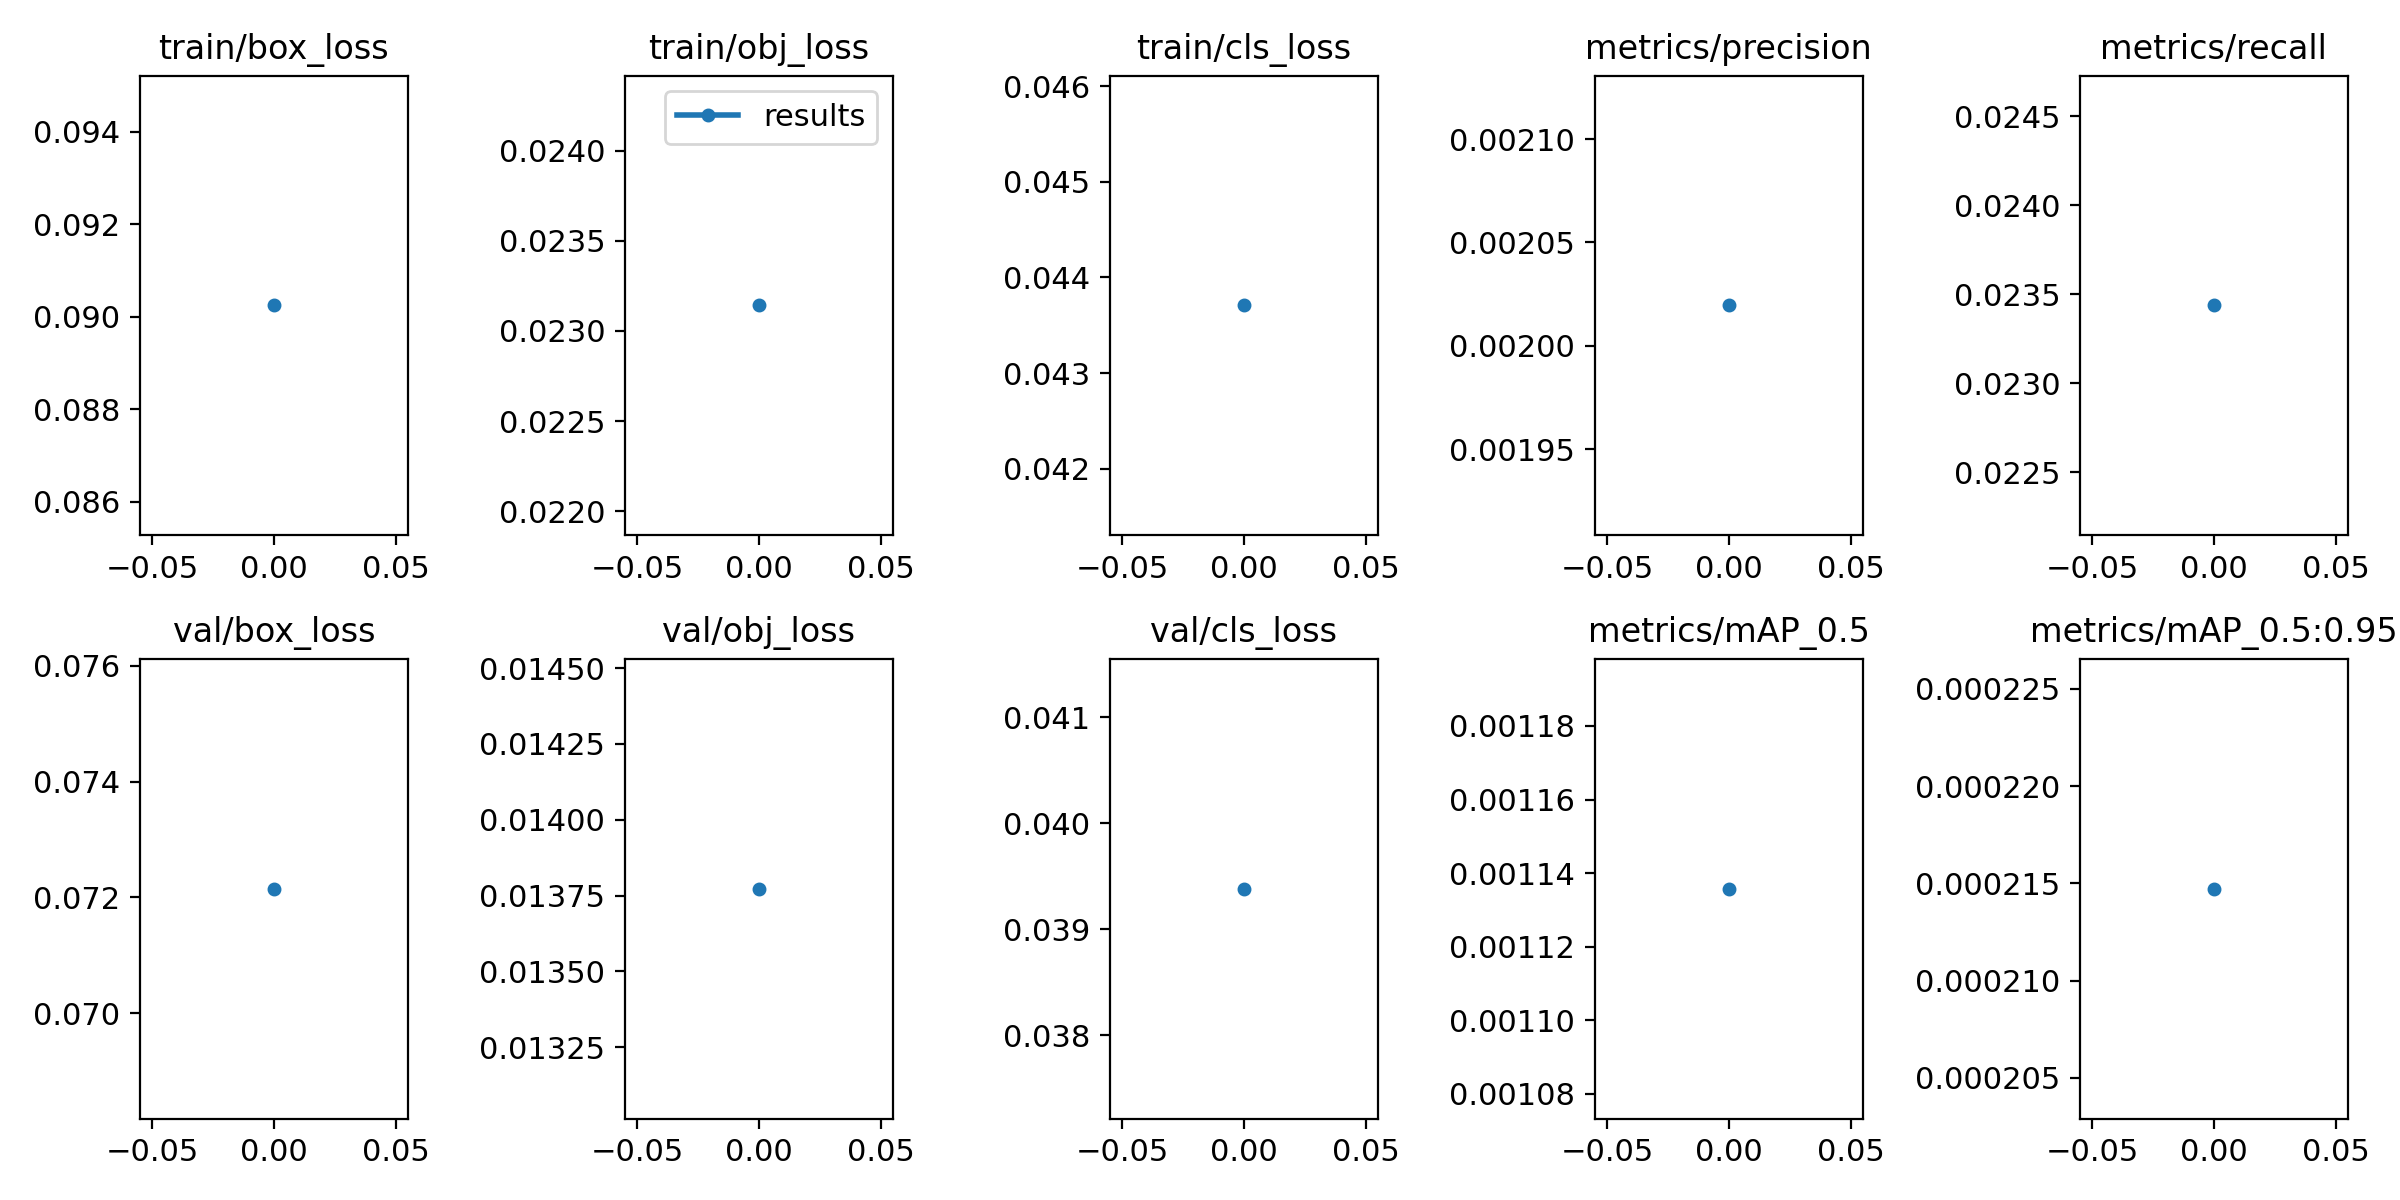 train/box_loss
0.094
0.092
0.090
0.088
0.086
−0.05 0.00 0.05
train/obj_loss
results
0.0240
0.0235
0.0230
0.0225
0.0220
−0.05 0.00 0.05
train/cls_loss
0.046
0.045
0.044
0.043
0.042
−0.05 0.00 0.05
metrics/precision
0.00210
0.00205
0.00200
0.00195
−0.05 0.00 0.05
metrics/recall
0.0245
0.0240
0.0235
0.0230
0.0225
−0.05 0.00 0.05
val/box_loss
0.076
0.074
0.072
0.070
−0.05 0.00 0.05
val/obj_loss
0.01450
0.01425
0.01400
0.01375
0.01350
0.01325
−0.05 0.00 0.05
val/cls_loss
0.041
0.040
0.039
0.038
−0.05 0.00 0.05
metrics/mAP_0.5
0.00118
0.00116
0.00114
0.00112
0.00110
0.00108
−0.05 0.00 0.05
metrics/mAP_0.5:0.95
0.000225
0.000220
0.000215
0.000210
0.000205
−0.05 0.00 0.05